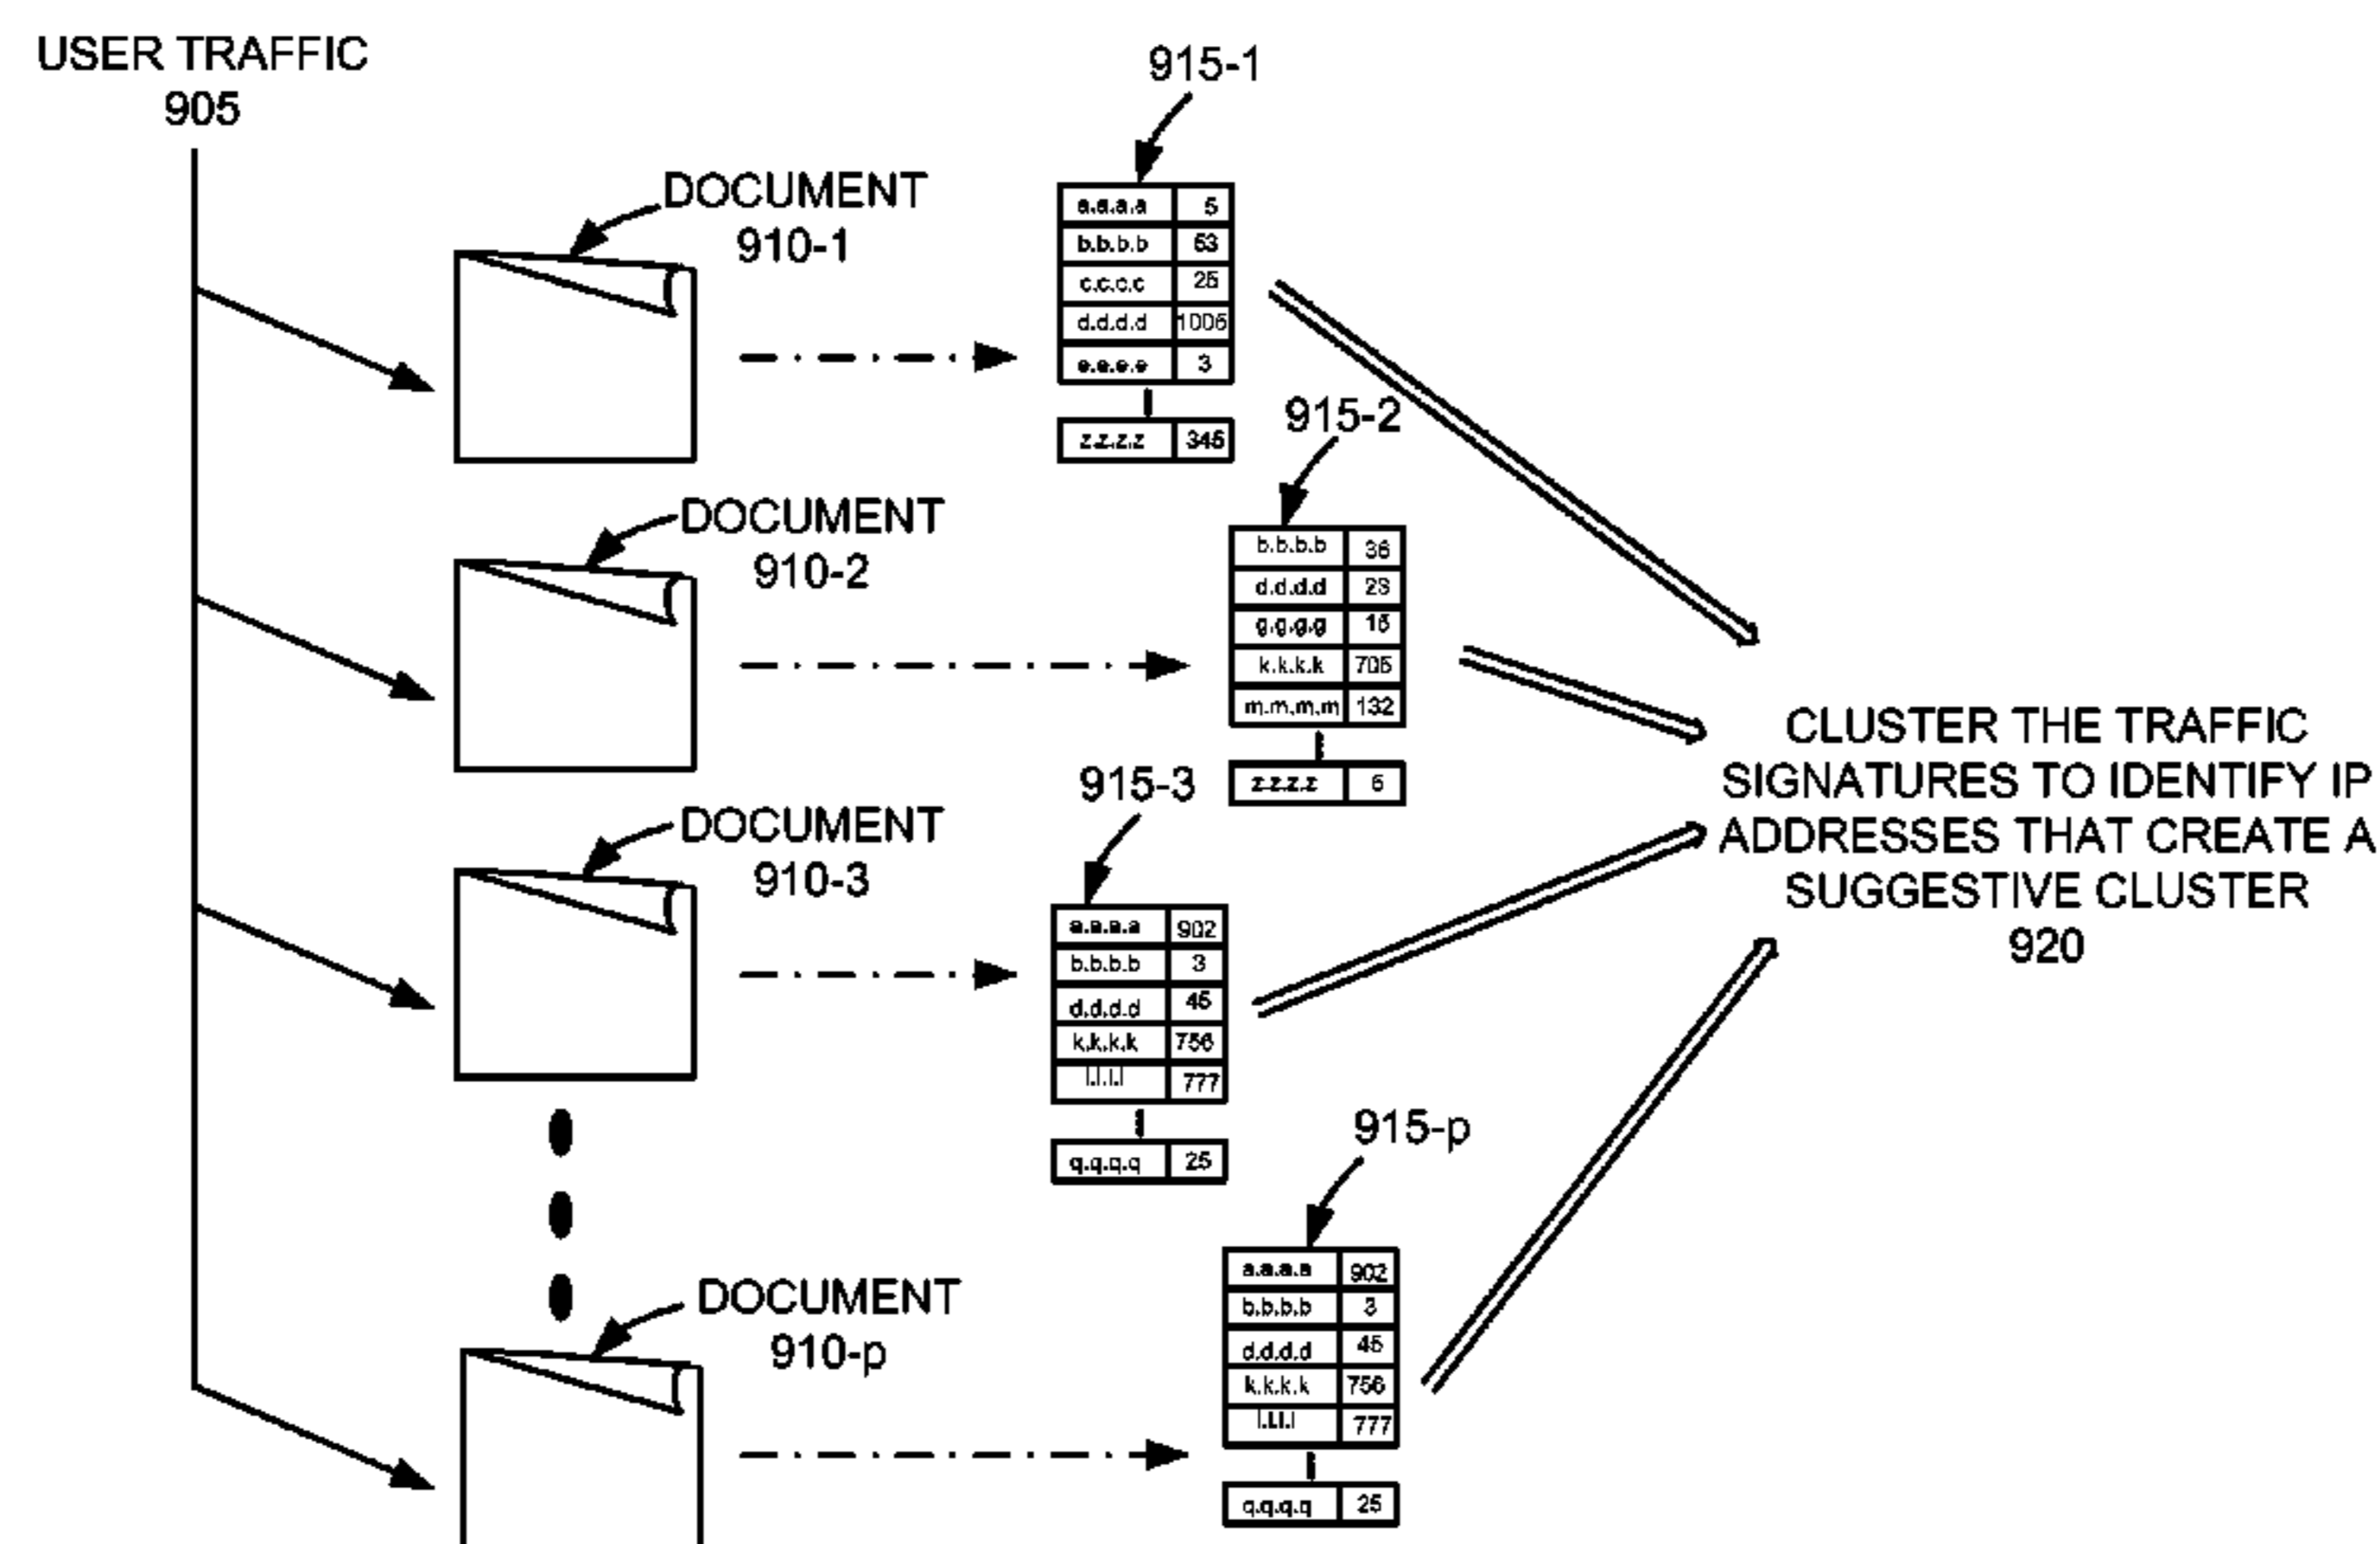 USER TRAFFIC
905
915-1
DOCUMENT
910-1
a.a.a.a 5
b.b.b.b 53
c.c.c.c 25
d.d.d.d 1005
e.e.e.e 3
z.z.z.z 345
915-2
DOCUMENT
910-2
b.b.b.b 36
d.d.d.d 23
g.g.g.g 15
k.k.k.k 705
m.m.m.m 132
z.z.z.z 6
915-3
DOCUMENT
910-3
a.a.a.a 902
b.b.b.b 3
d.d.d.d 45
k.k.k.k 756
l.l.l.l 777
q.q.q.q 25
CLUSTER THE TRAFFIC
SIGNATURES TO IDENTIFY IP
ADDRESSES THAT CREATE A
SUGGESTIVE CLUSTER
920
915-p
DOCUMENT
910-p
a.a.a.a 902
b.b.b.b 3
d.d.d.d 45
k.k.k.k 756
l.l.l.l 777
q.q.q.q 25